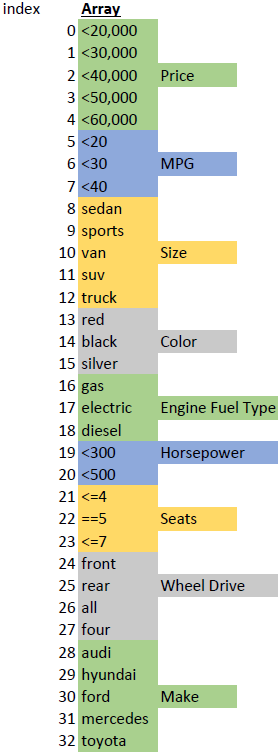 index Array
0 <20,000
1 <30,000
2 <40,000 Price
3 <50,000
4 <60,000
5 <20
6 <30 MPG
7 <40
8 sedan
9 sports
10 van Size
11 suv
12 truck
13 red
14 black Color
15 silver
16 gas
17 electric Engine Fuel Type
18 diesel
19 <300 Horsepower
20 <500
21 <=4
22 ==5 Seats
23 <=7
24 front
25 rear Wheel Drive
26 all
27 four
28 audi
29 hyundai
30 ford Make
31 mercedes
32 toyota